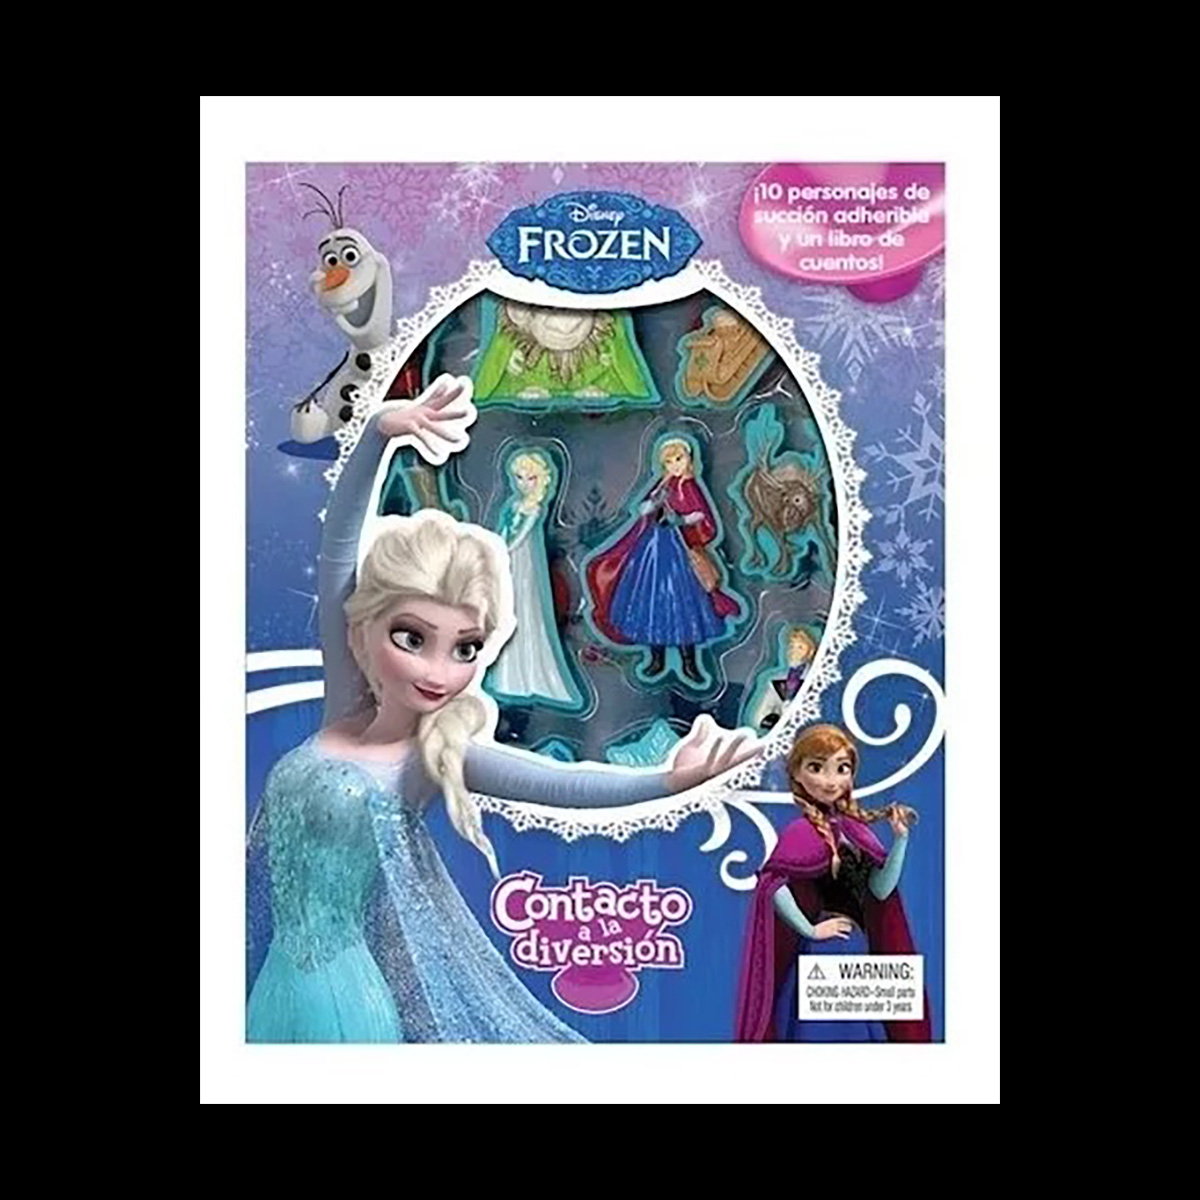 ¡10 personajes de
succión adherible
y un libro de
cuentos!
Disney
FROZEN
Contacto
a la
diversión
WARNING:
CHOKING HAZARD–Small parts
Not for children under 3 years